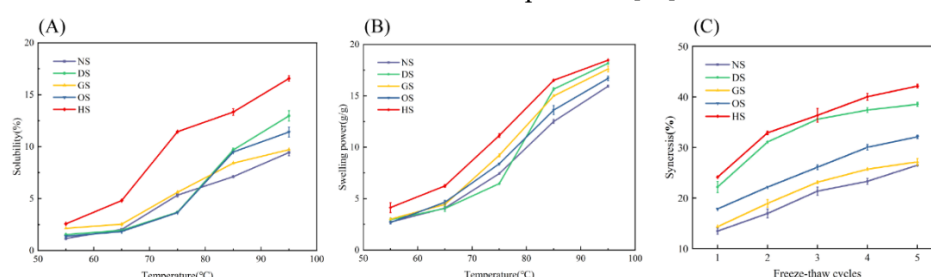 (A)
(B)
(C)
NS
DS
GS
OS
HS
Solubility(%)
20
15
10
5
0
50 60 70 80 90 100
Temperature(℃)
NS
DS
GS
OS
HS
Swelling power(g/g)
20
15
10
5
0
50 60 70 80 90 100
Temperature(℃)
NS
DS
GS
OS
HS
Syneresis(%)
50
40
30
20
10
1 2 3 4 5
Freeze-thaw cycles